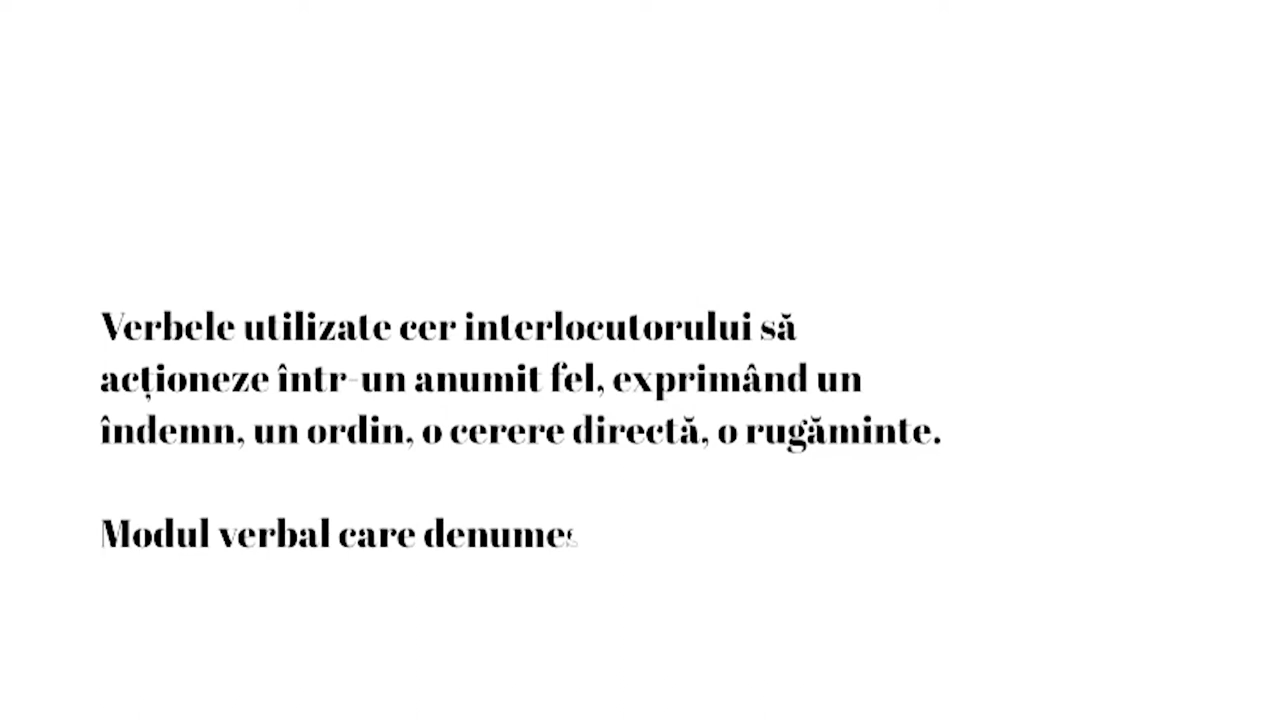 Verbele utilizate cer interlocutorului să
acționeze într-un anumit fel, exprimând un
îndemn, un ordin, o cerere directă, o rugăminte.
Modul verbal care